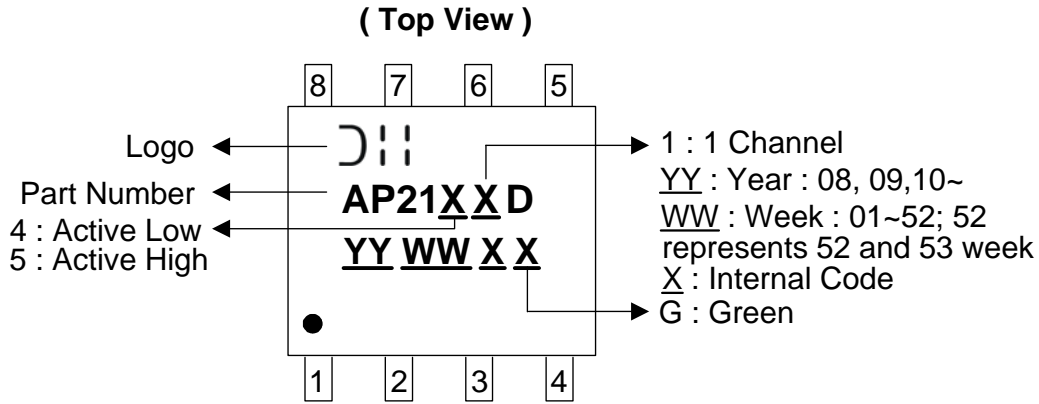 ( Top View )
8 7 6 5
Logo
Part Number
4 : Active Low
5 : Active High
AP21X X D
YY WW X X
1 : 1 Channel
YY : Year : 08, 09,10~
WW : Week : 01~52; 52
represents 52 and 53 week
X : Internal Code
G : Green
1 2 3 4